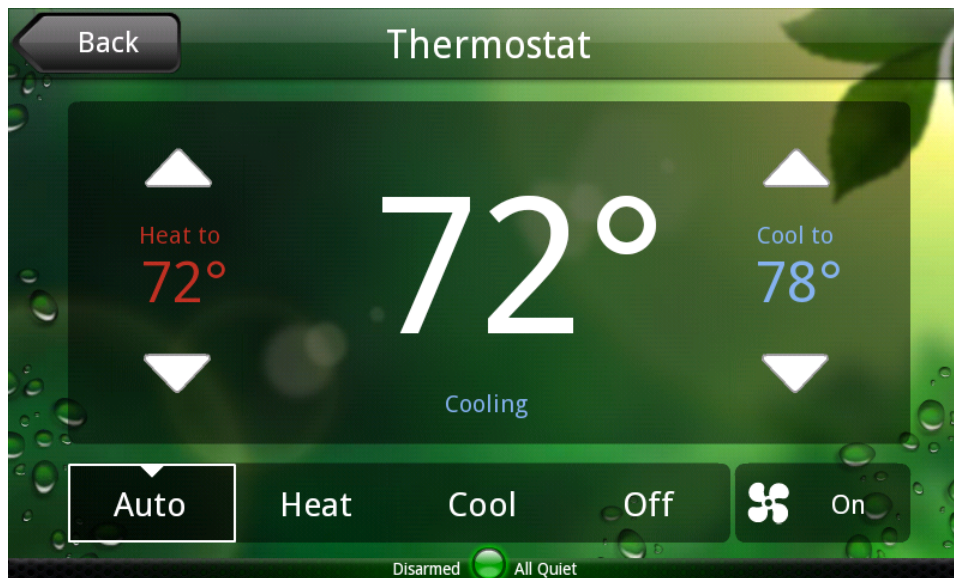 Back
Thermostat
Heat to
72°
72°
Cool to
78°
Cooling
Auto Heat Cool Off On
Disarmed All Quiet